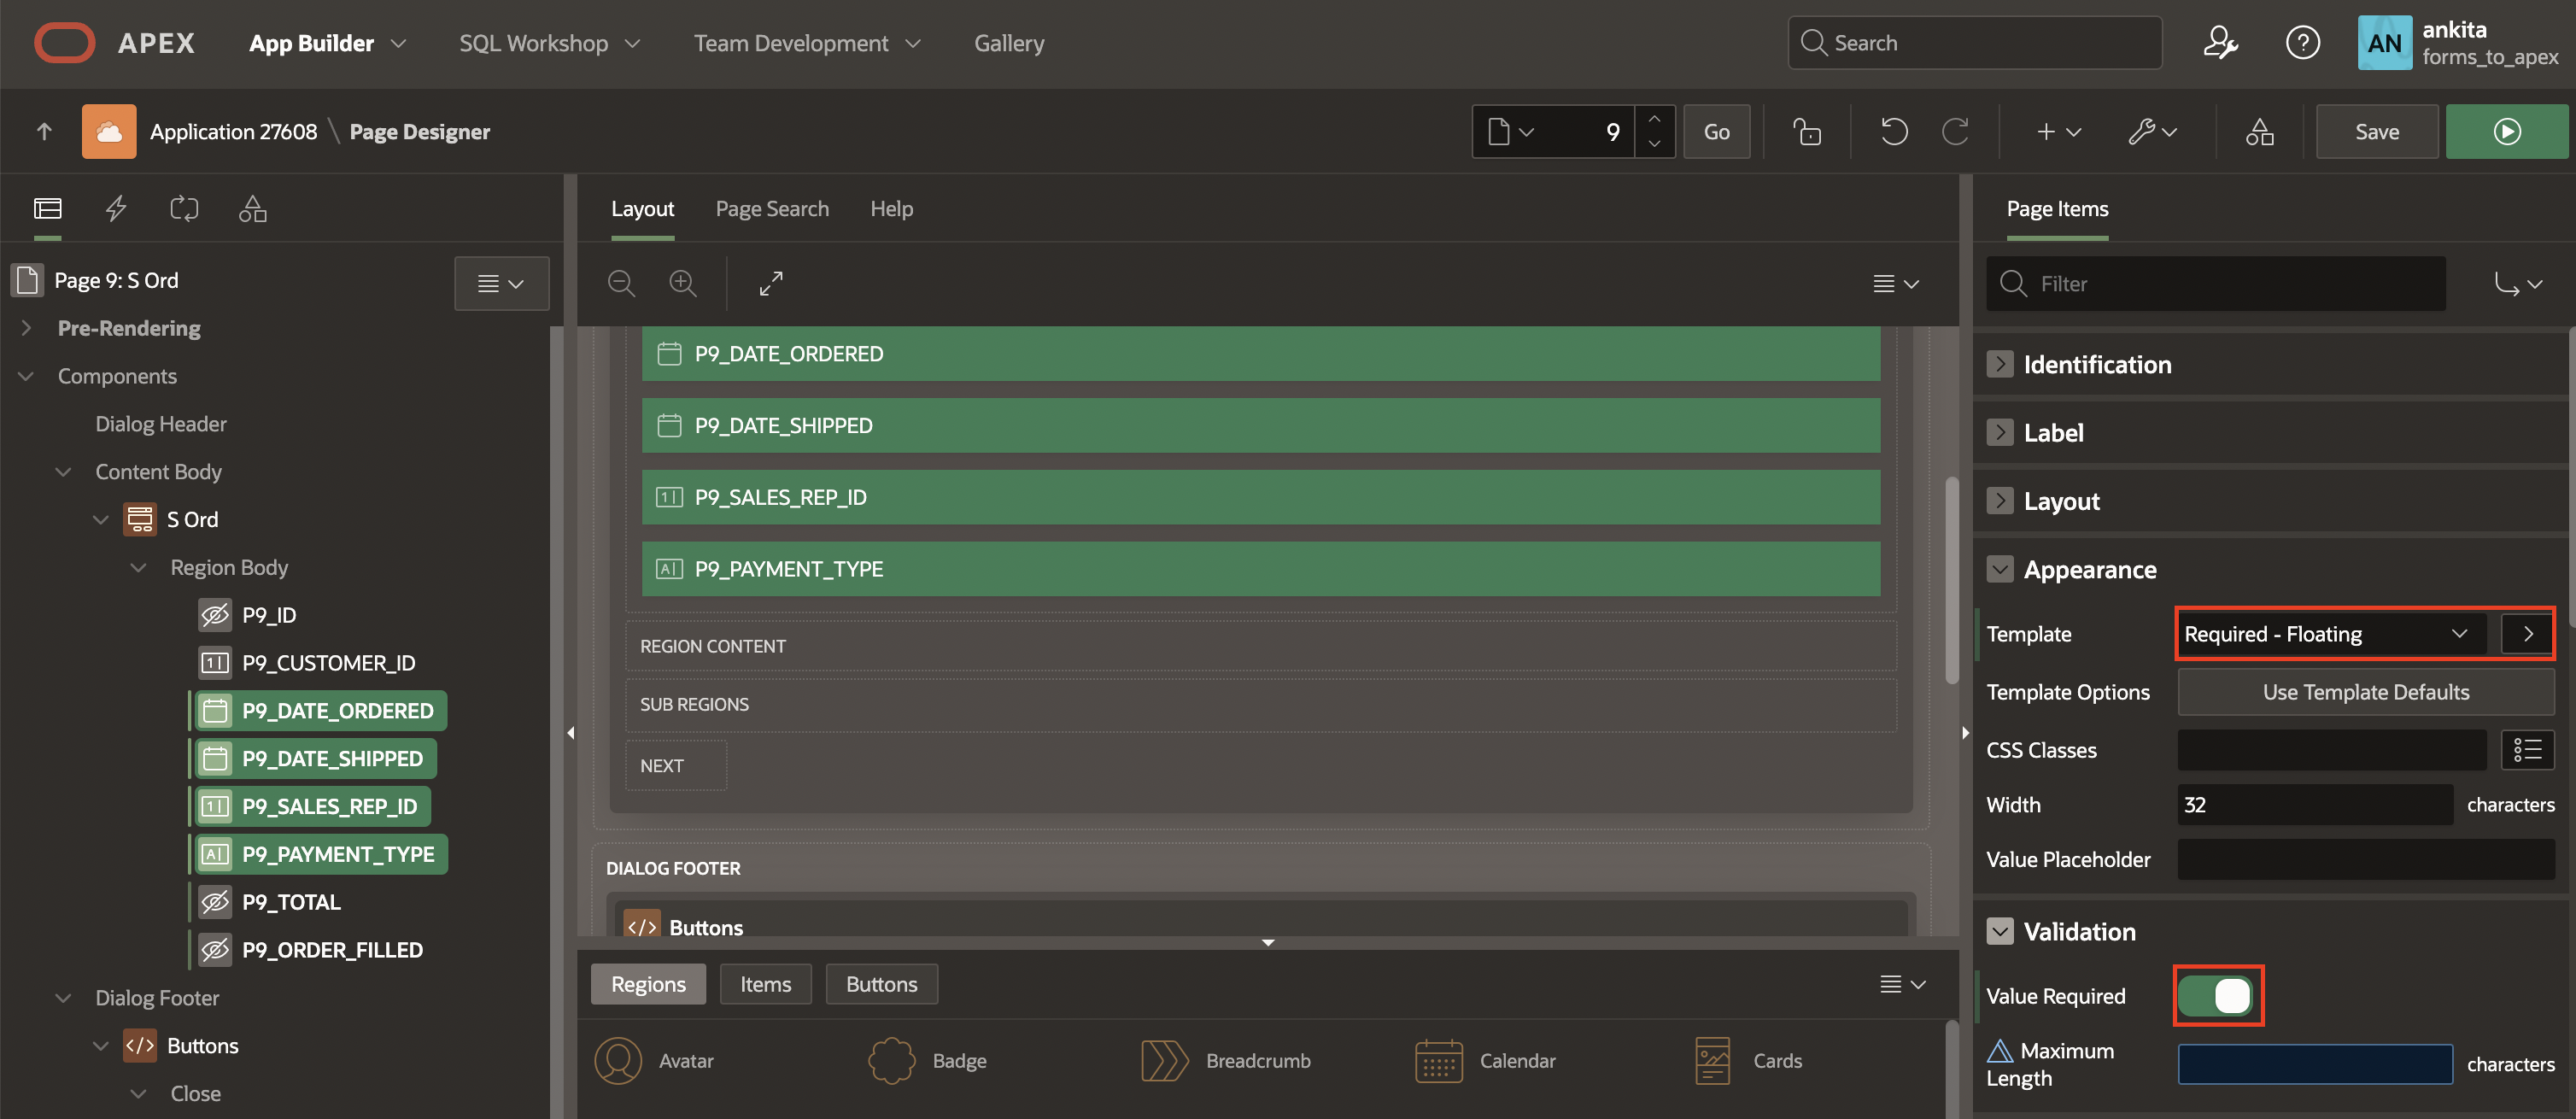 APEX App Builder SQL Workshop Team Development Gallery Search AN ankita
forms_to_apex
Application 27608 \ Page Designer 9 Go Save
Page 9: S Ord
Pre-Rendering
Components
Dialog Header
Content Body
S Ord
Region Body
P9_ID
P9_CUSTOMER_ID
P9_DATE_ORDERED
P9_DATE_SHIPPED
P9_SALES_REP_ID
P9_PAYMENT_TYPE
P9_TOTAL
P9_ORDER_FILLED
Dialog Footer
Buttons
Close
Layout Page Search Help
P9_DATE_ORDERED
P9_DATE_SHIPPED
P9_SALES_REP_ID
P9_PAYMENT_TYPE
REGION CONTENT
SUB REGIONS
NEXT
DIALOG FOOTER
Buttons
Regions Items Buttons
Avatar Badge Breadcrumb Calendar Cards
Page Items
Filter
Identification
Label
Layout
Appearance
Template Required - Floating
Template Options Use Template Defaults
CSS Classes
Width 32 characters
Value Placeholder
Validation
Value Required
Maximum
Length characters